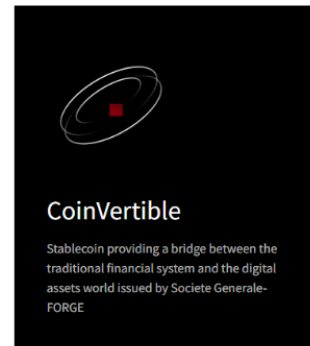 CoinVertible
Stablecoin providing a bridge between the
traditional financial system and the digital
assets world issued by Societe Generale-
FORGE